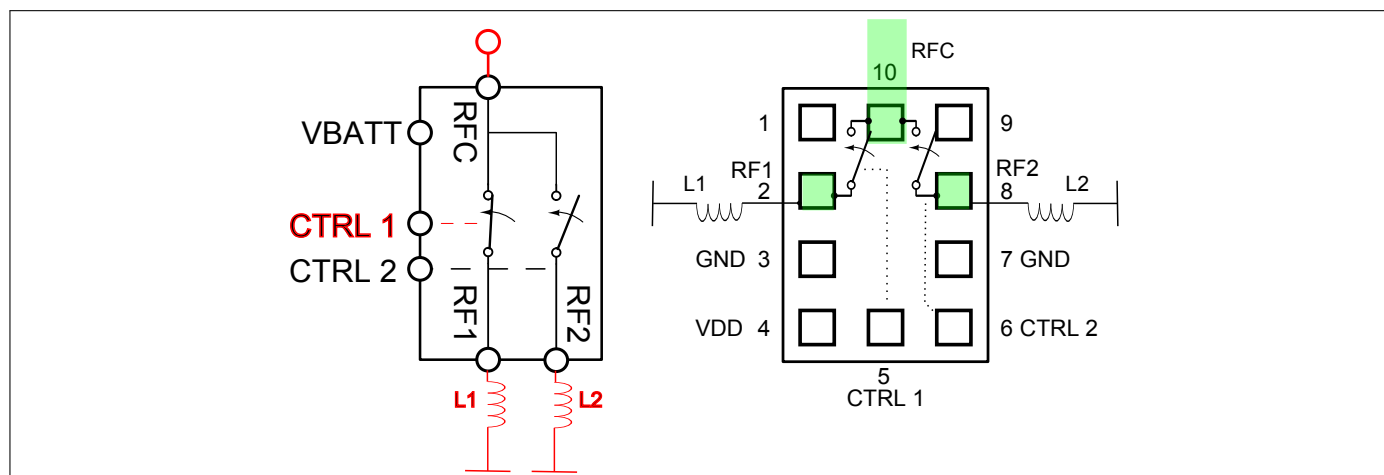 VBATT
CTRL 1
CTRL 2
RFC
RF1
RF2
L1
L2
RFC
10
1
9
RF1
RF2
L1
2
8
L2
GND 3
7 GND
VDD 4
6 CTRL 2
5
CTRL 1